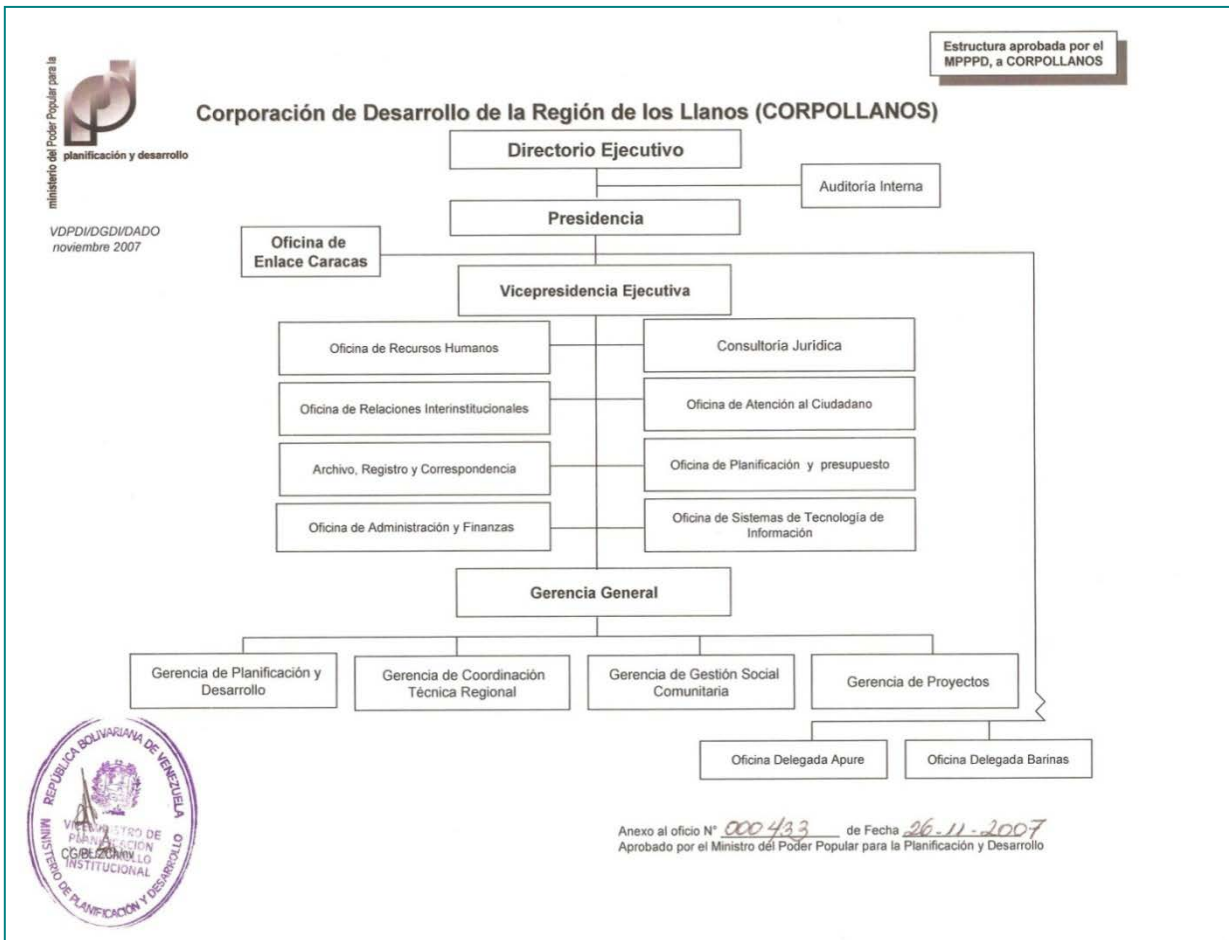 Estructura aprobada por el
MPPPD, a CORPOLLANOS
ministerio del Poder Popular para la
planificación y desarrollo
VDPDI/DGDI/DADO
noviembre 2007
Corporación de Desarrollo de la Región de los Llanos (CORPOLLANOS)
Directorio Ejecutivo
Auditoría Interna
Presidencia
Oficina de
Enlace Caracas
Vicepresidencia Ejecutiva
Oficina de Recursos Humanos
Consultoría Jurídica
Oficina de Relaciones Interinstitucionales
Oficina de Atención al Ciudadano
Archivo, Registro y Correspondencia
Oficina de Planificación y presupuesto
Oficina de Administración y Finanzas
Oficina de Sistemas de Tecnología de
Información
Gerencia General
Gerencia de Planificación y
Desarrollo
Gerencia de Coordinación
Técnica Regional
Gerencia de Gestión Social
Comunitaria
Gerencia de Proyectos
Oficina Delegada Apure
Oficina Delegada Barinas
REPÚBLICA BOLIVARIANA DE VENEZUELA
MINISTERIO DE PLANIFICACIÓN Y DESARROLLO
VICEMINISTRO DE
PLANIFICACIÓN
DESARROLLO
INSTITUCIONAL
Anexo al oficio N° 000433 de Fecha 26-11-2007
Aprobado por el Ministro del Poder Popular para la Planificación y Desarrollo